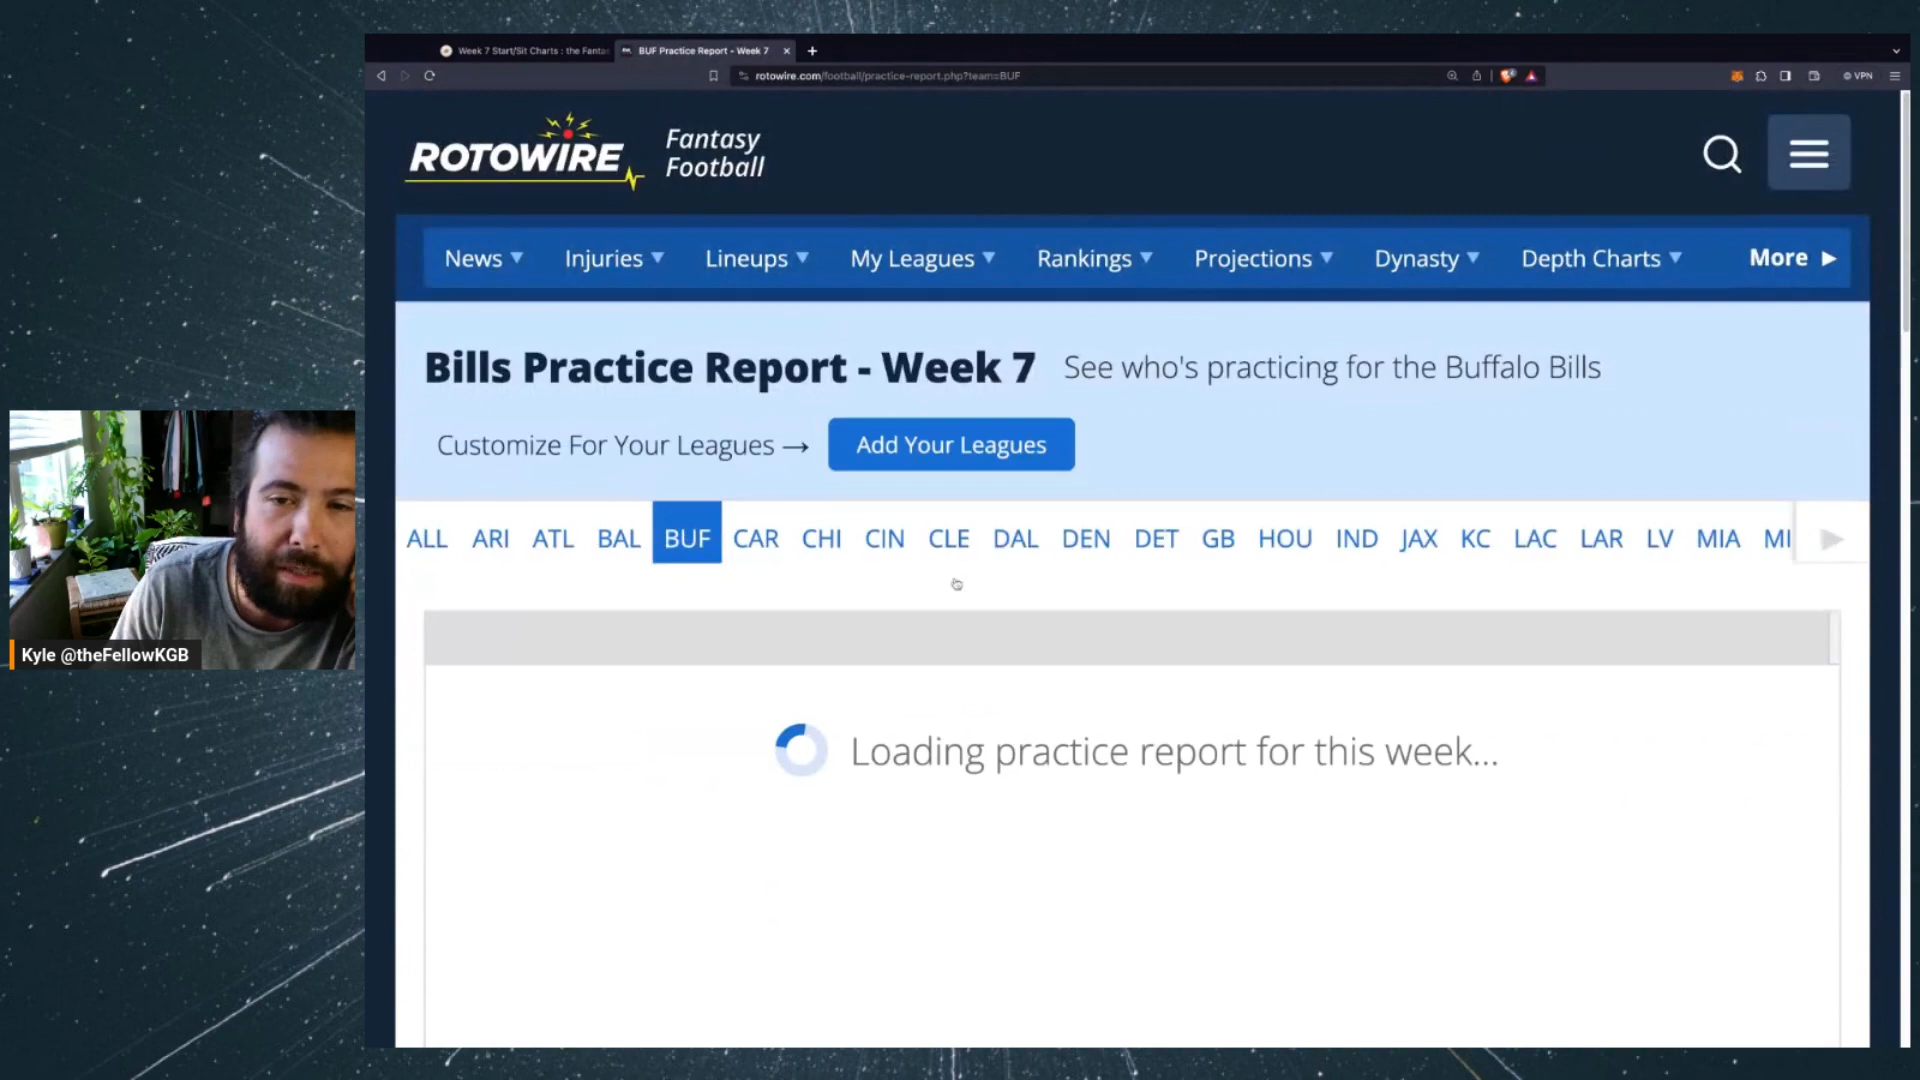 Week 7 Start/Sit Charts : the Fantas
BUF Practice Report - Week 7
rotowire.com/football/practice-report.php?team=BUF
VPN
ROTOWIRE
Fantasy
Football
News Injuries Lineups My Leagues Rankings Projections Dynasty Depth Charts More
Bills Practice Report - Week 7 See who's practicing for the Buffalo Bills
Customize For Your Leagues → Add Your Leagues
ALL ARI ATL BAL BUF CAR CHI CIN CLE DAL DEN DET GB HOU IND JAX KC LAC LAR LV MIA MI
Loading practice report for this week...
Kyle @theFellowKGB